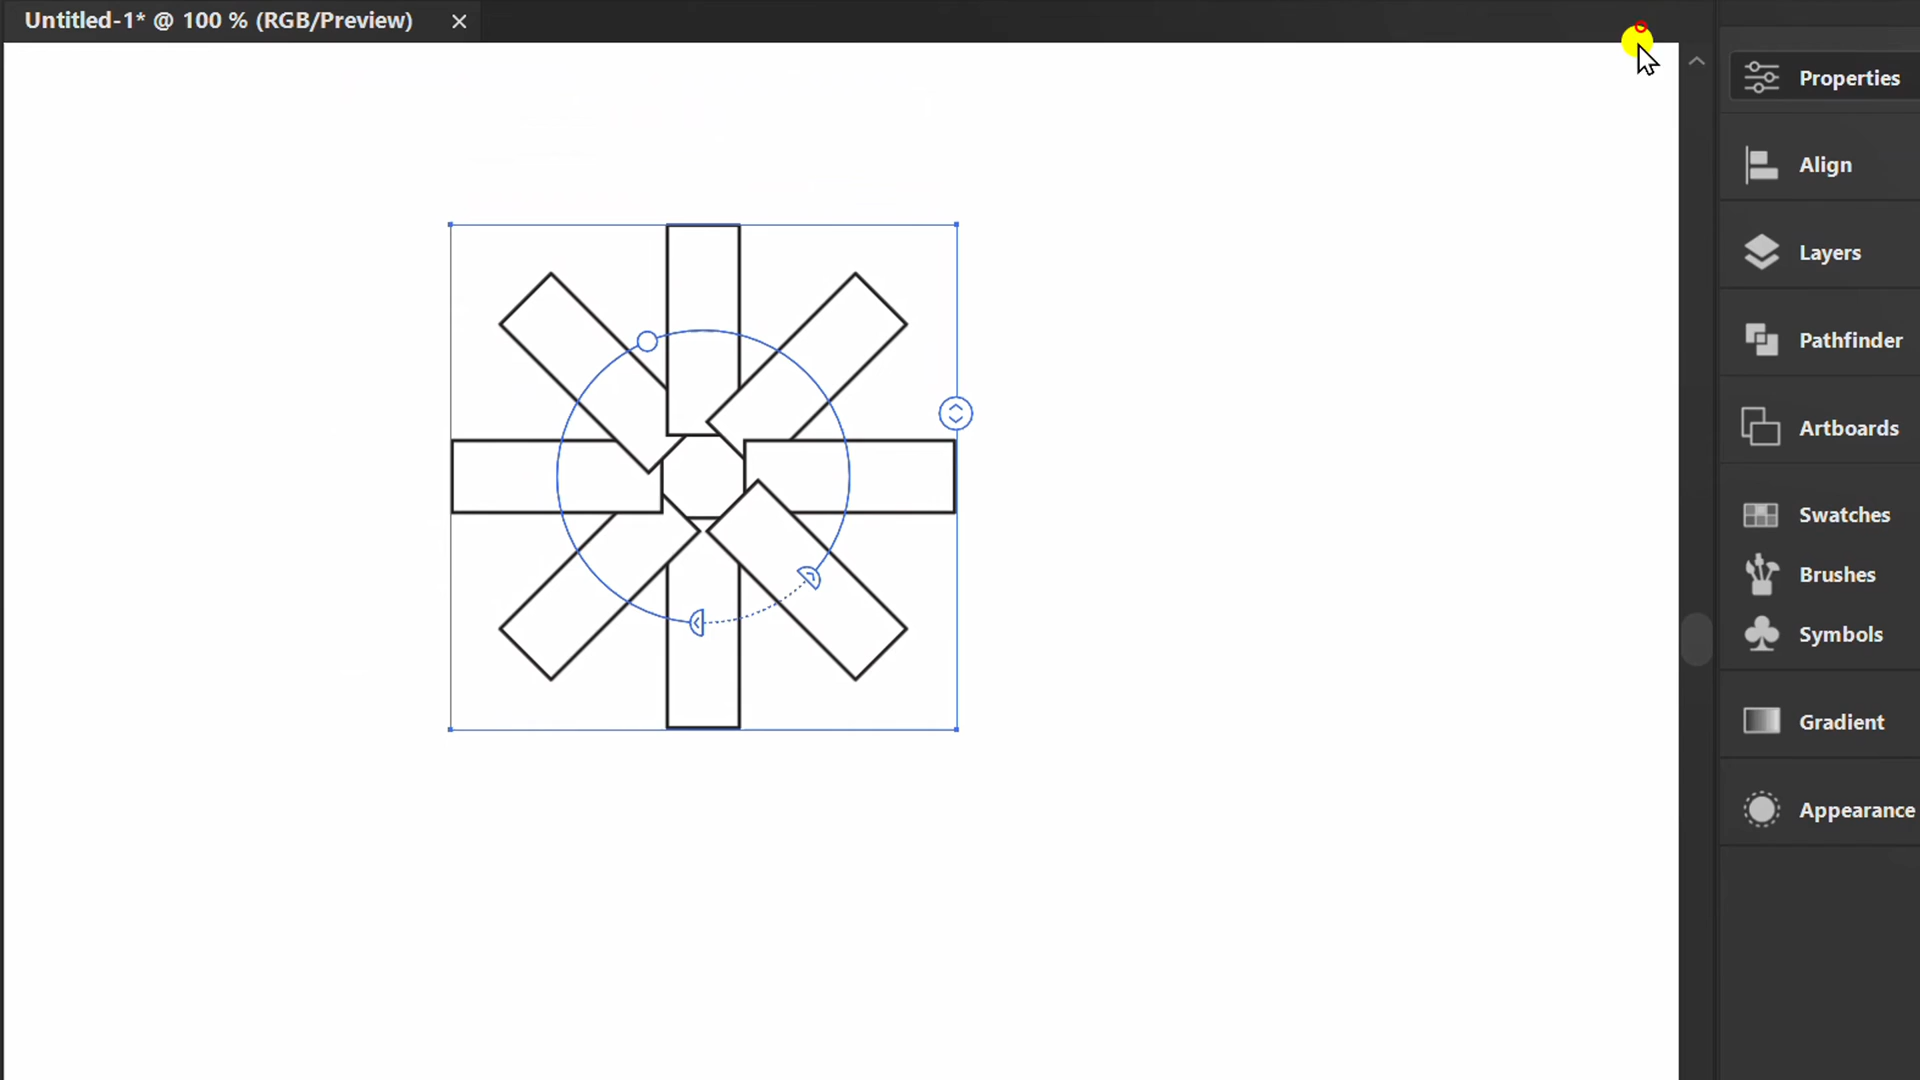 Untitled-1* @ 100 % (RGB/Preview)
Properties
Align
Layers
Pathfinder
Artboards
Swatches
Brushes
Symbols
Gradient
Appearance